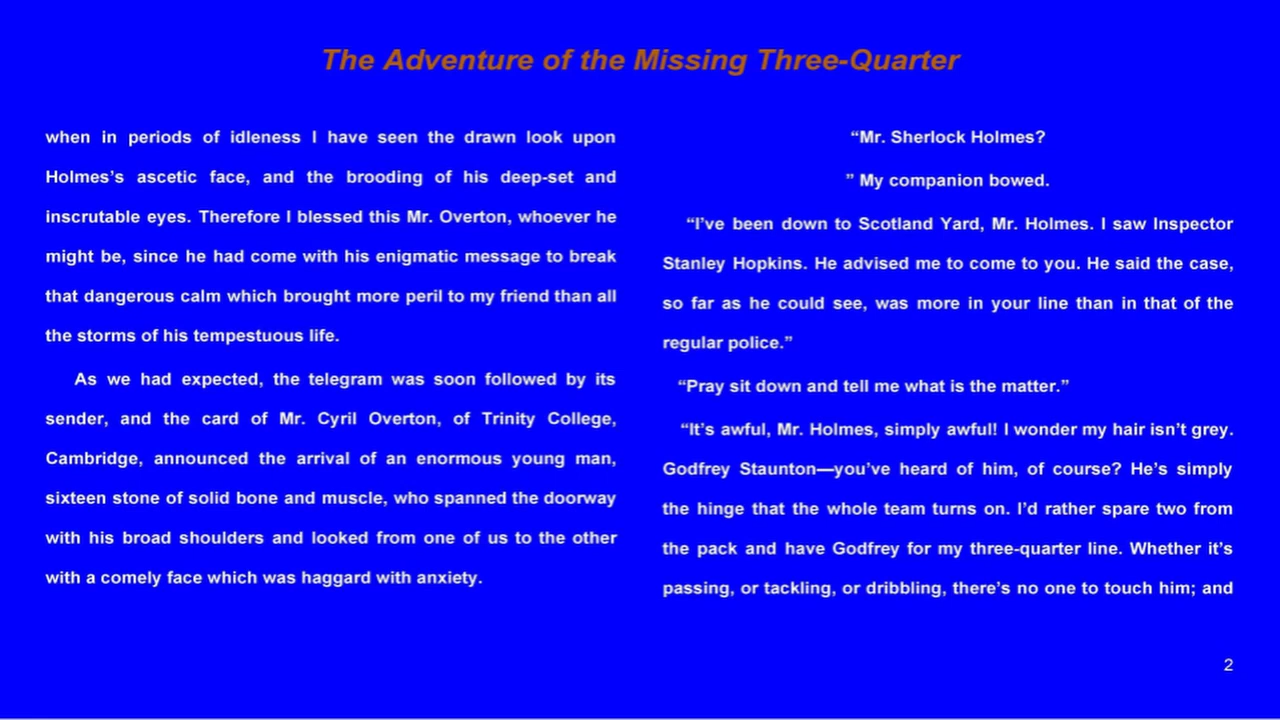 The Adventure of the Missing Three-Quarter
when in periods of idleness I have seen the drawn look upon
Holmes’s ascetic face, and the brooding of his deep-set and
inscrutable eyes. Therefore I blessed this Mr. Overton, whoever he
might be, since he had come with his enigmatic message to break
that dangerous calm which brought more peril to my friend than all
the storms of his tempestuous life.
As we had expected, the telegram was soon followed by its
sender, and the card of Mr. Cyril Overton, of Trinity College,
Cambridge, announced the arrival of an enormous young man,
sixteen stone of solid bone and muscle, who spanned the doorway
with his broad shoulders and looked from one of us to the other
with a comely face which was haggard with anxiety.
“Mr. Sherlock Holmes?
” My companion bowed.
“I’ve been down to Scotland Yard, Mr. Holmes. I saw Inspector
Stanley Hopkins. He advised me to come to you. He said the case,
so far as he could see, was more in your line than in that of the
regular police.”
“Pray sit down and tell me what is the matter.”
“It’s awful, Mr. Holmes, simply awful! I wonder my hair isn’t grey.
Godfrey Staunton—you’ve heard of him, of course? He’s simply
the hinge that the whole team turns on. I’d rather spare two from
the pack and have Godfrey for my three-quarter line. Whether it’s
passing, or tackling, or dribbling, there’s no one to touch him; and
2